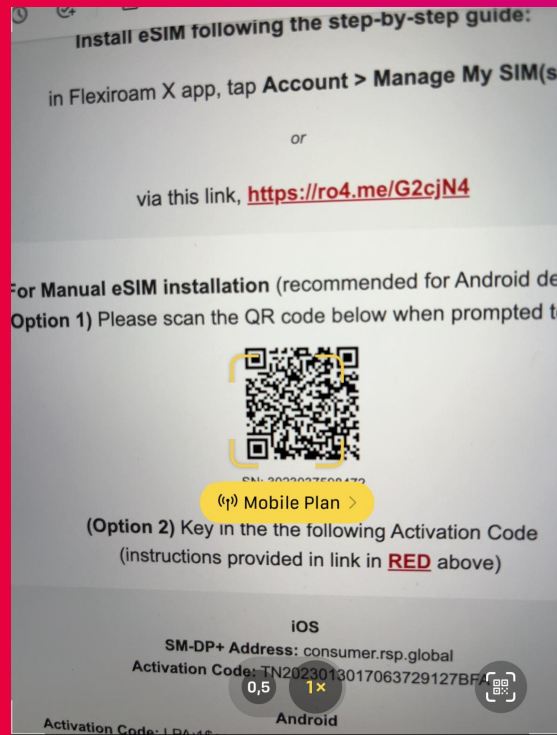 Install eSIM following the step-by-step guide:
in Flexiroam X app, tap Account > Manage My SIM(s
or
via this link, https://ro4.me/G2cjN4
For Manual eSIM installation (recommended for Android de
Option 1) Please scan the QR code below when prompted t
Mobile Plan >
(Option 2) Key in the the following Activation Code
(instructions provided in link in RED above)
iOS
SM-DP+ Address: consumer.rsp.global
Activation Code: TN2023013017063729127BFA
0,5 1×
Android
Activation Code: